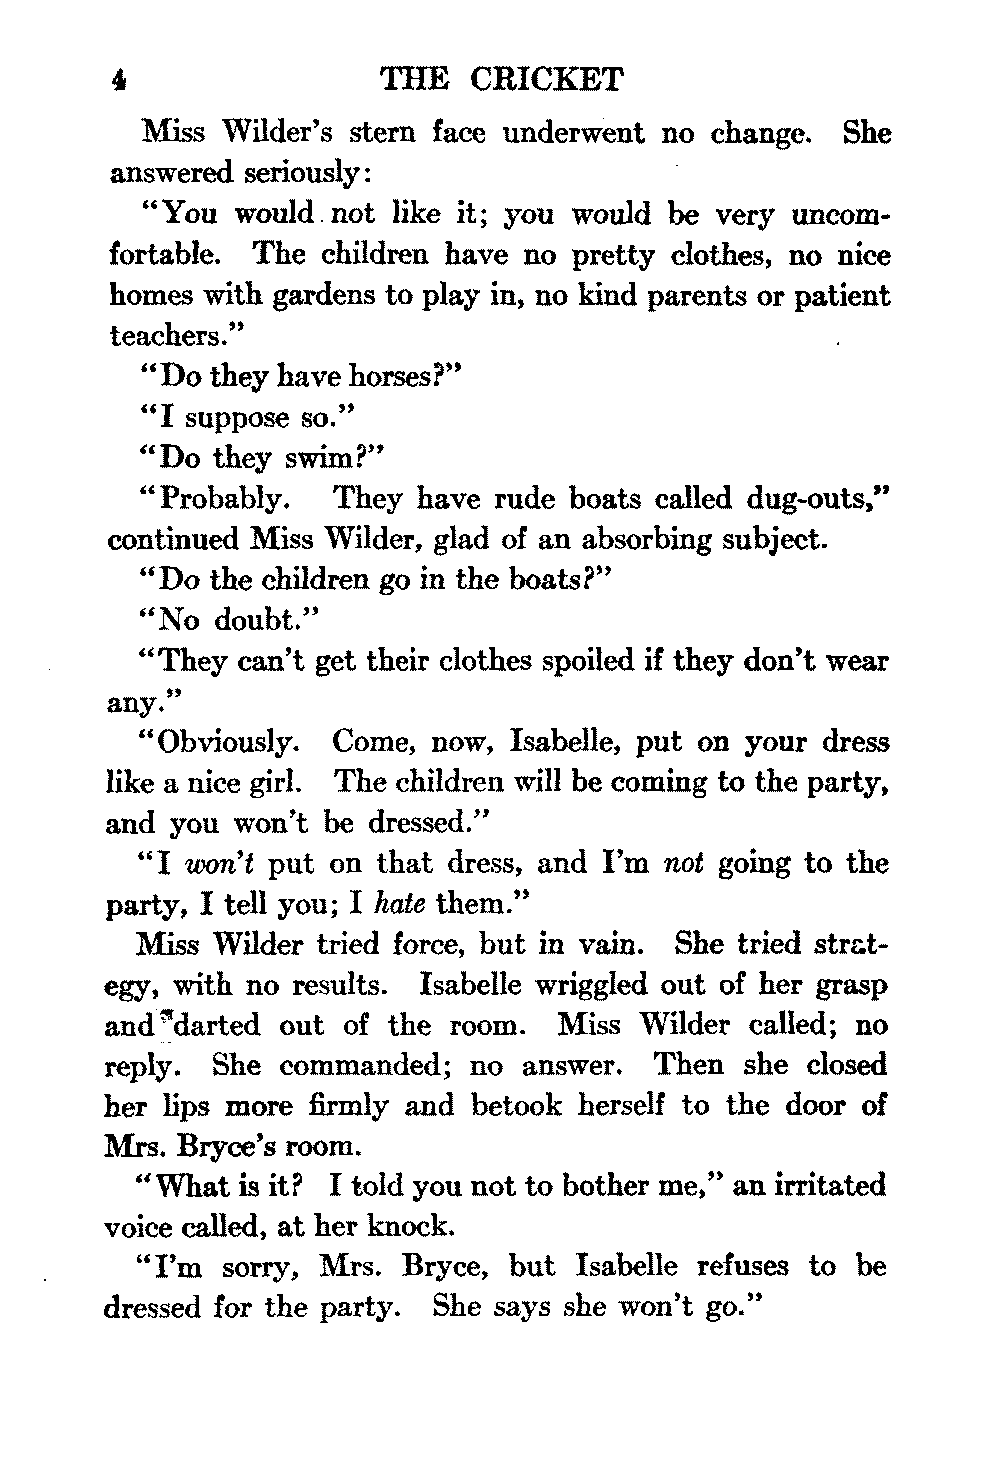 4 THE CRICKET
Miss Wilder's stern face underwent no change. She
answered seriously:
"You would not like it; you would be very uncom-
fortable. The children have no pretty clothes, no nice
homes with gardens to play in, no kind parents or patient
teachers."
"Do they have horses?"
"I suppose so."
"Do they swim?"
"Probably. They have rude boats called dug-outs,"
continued Miss Wilder, glad of an absorbing subject.
"Do the children go in the boats?"
"No doubt."
"They can't get their clothes spoiled if they don't wear
any."
"Obviously. Come, now, Isabelle, put on your dress
like a nice girl. The children will be coming to the party,
and you won't be dressed."
"I won't put on that dress, and I'm not going to the
party, I tell you; I hate them."
Miss Wilder tried force, but in vain. She tried strat-
egy, with no results. Isabelle wriggled out of her grasp
and darted out of the room. Miss Wilder called; no
reply. She commanded; no answer. Then she closed
her lips more firmly and betook herself to the door of
Mrs. Bryce's room.
"What is it? I told you not to bother me," an irritated
voice called, at her knock.
"I'm sorry, Mrs. Bryce, but Isabelle refuses to be
dressed for the party. She says she won't go."